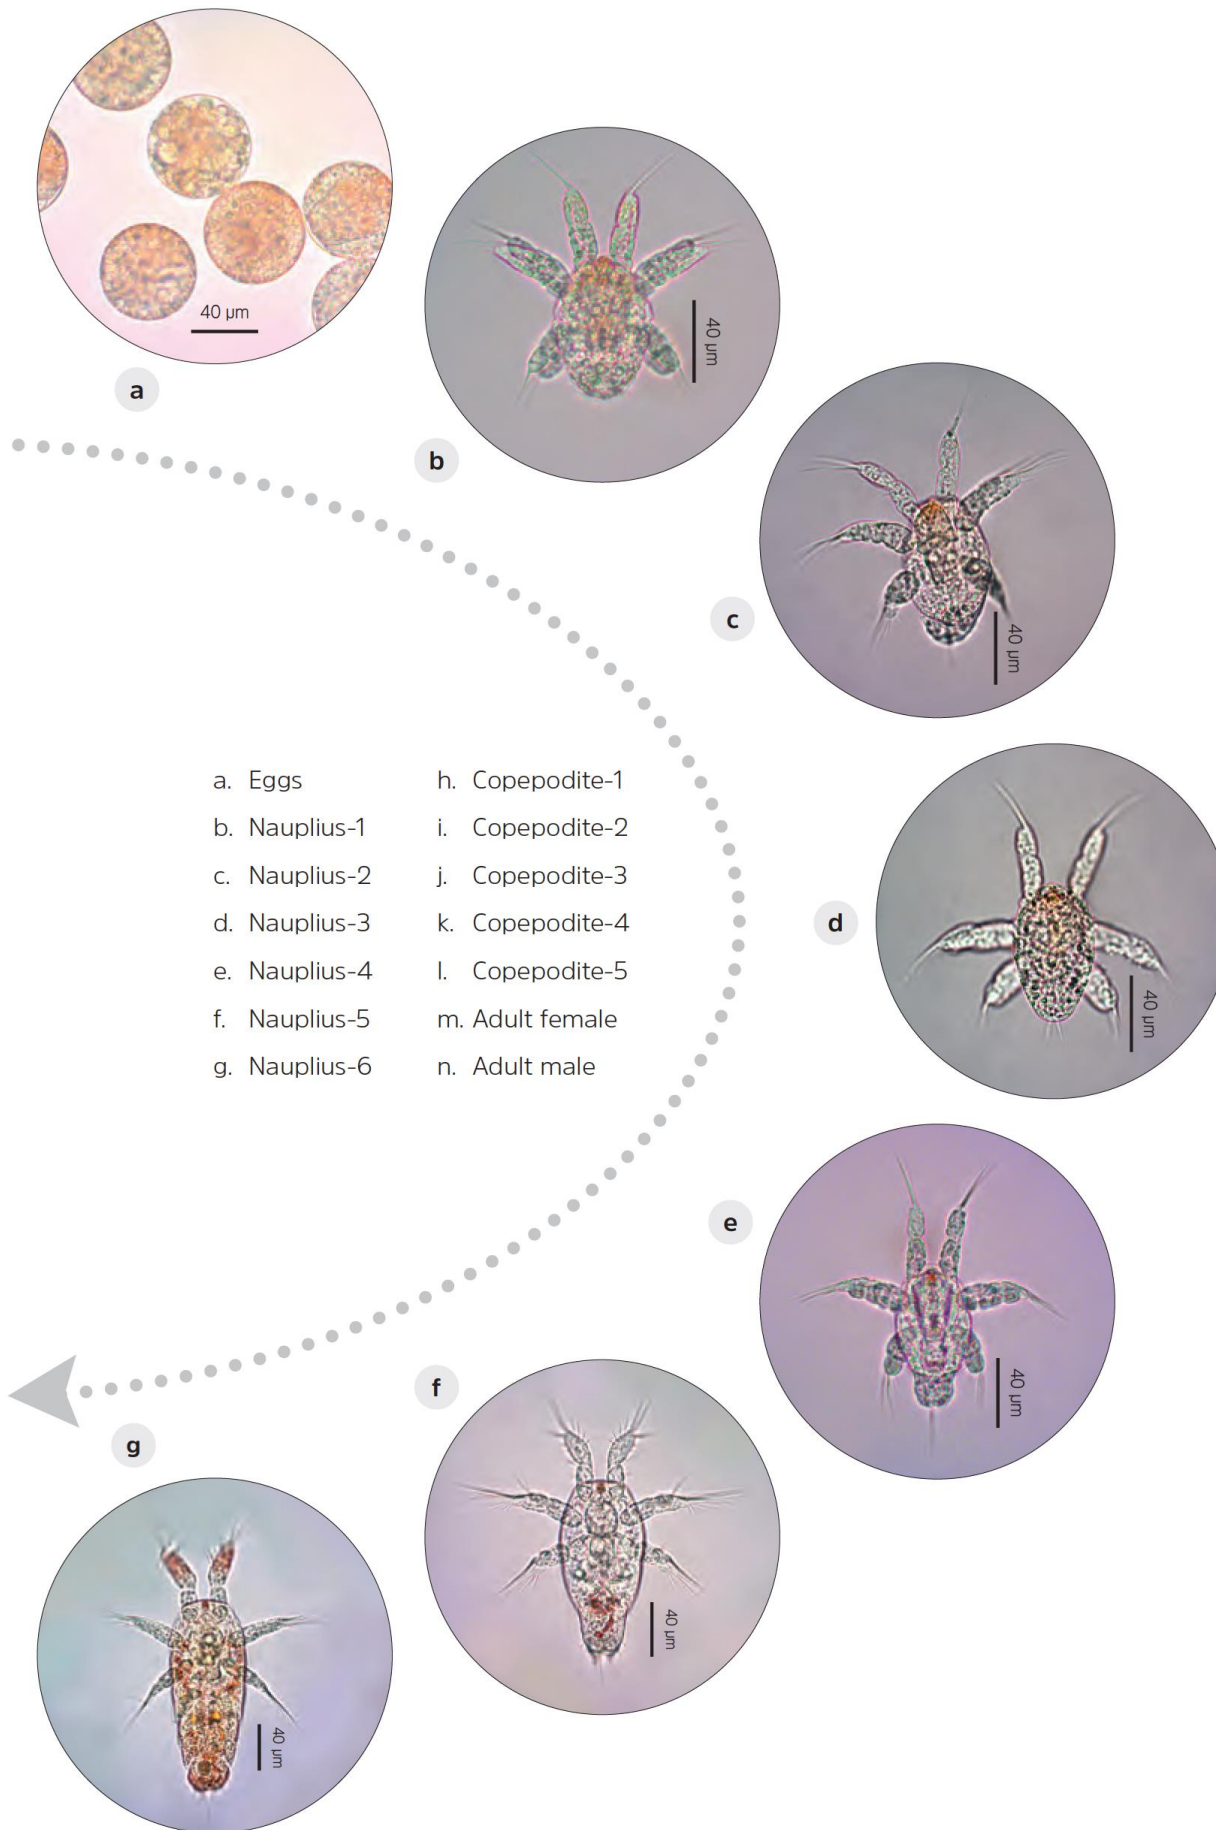 40 µm
a
40 µm
b
40 µm
c
a. Eggs
b. Nauplius-1
c. Nauplius-2
d. Nauplius-3
e. Nauplius-4
f. Nauplius-5
g. Nauplius-6
h. Copepodite-1
i. Copepodite-2
j. Copepodite-3
k. Copepodite-4
l. Copepodite-5
m. Adult female
n. Adult male
d
40 µm
e
40 µm
f
40 µm
g
40 µm